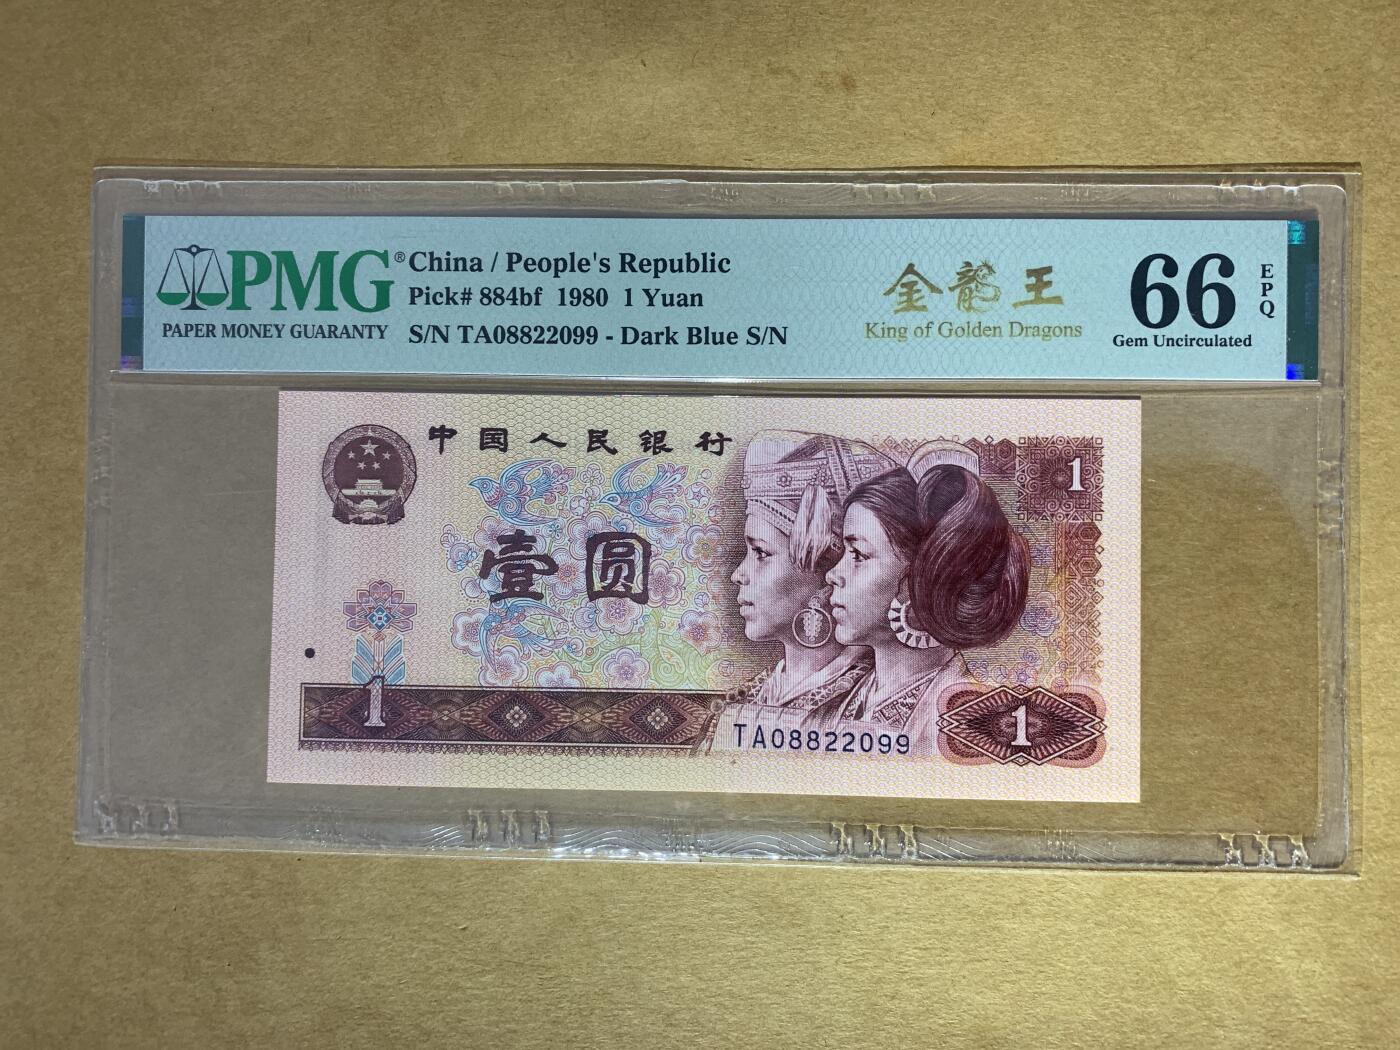 PMG®
PAPER MONEY GUARANTY
China / People's Republic
Pick# 884bf 1980 1 Yuan
S/N TA08822099 - Dark Blue S/N
金龍王
King of Golden Dragons
66
EPQ
Gem Uncirculated
中国人民银行
1
壹圆
1
TA08822099
1